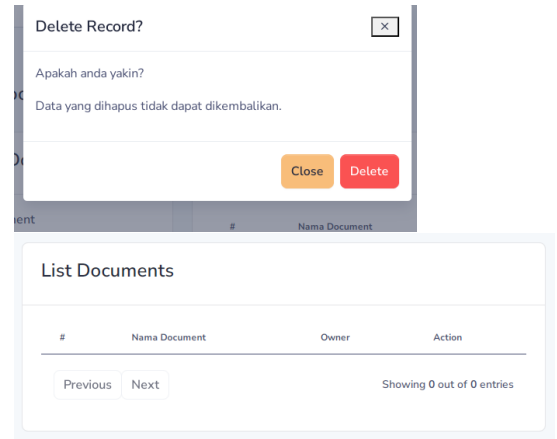 Delete Record?
×
Apakah anda yakin?
Data yang dihapus tidak dapat dikembalikan.
Close Delete
# Nama Document
List Documents
# Nama Document Owner Action
Previous Next Showing 0 out of 0 entries